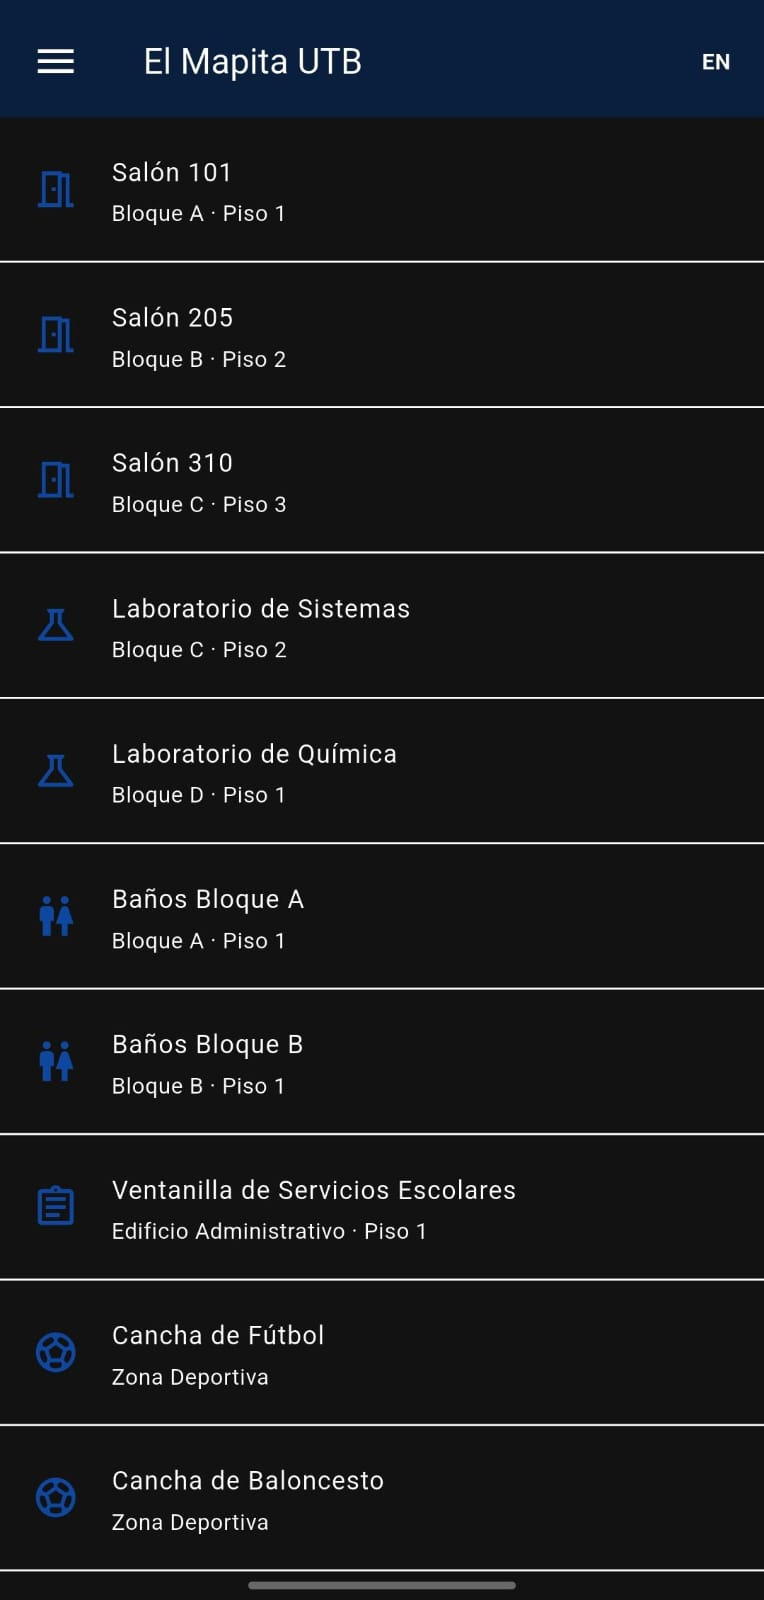 El Mapita UTB
EN
Salón 101
Bloque A · Piso 1
Salón 205
Bloque B · Piso 2
Salón 310
Bloque C · Piso 3
Laboratorio de Sistemas
Bloque C · Piso 2
Laboratorio de Química
Bloque D · Piso 1
Baños Bloque A
Bloque A · Piso 1
Baños Bloque B
Bloque B · Piso 1
Ventanilla de Servicios Escolares
Edificio Administrativo · Piso 1
Cancha de Fútbol
Zona Deportiva
Cancha de Baloncesto
Zona Deportiva